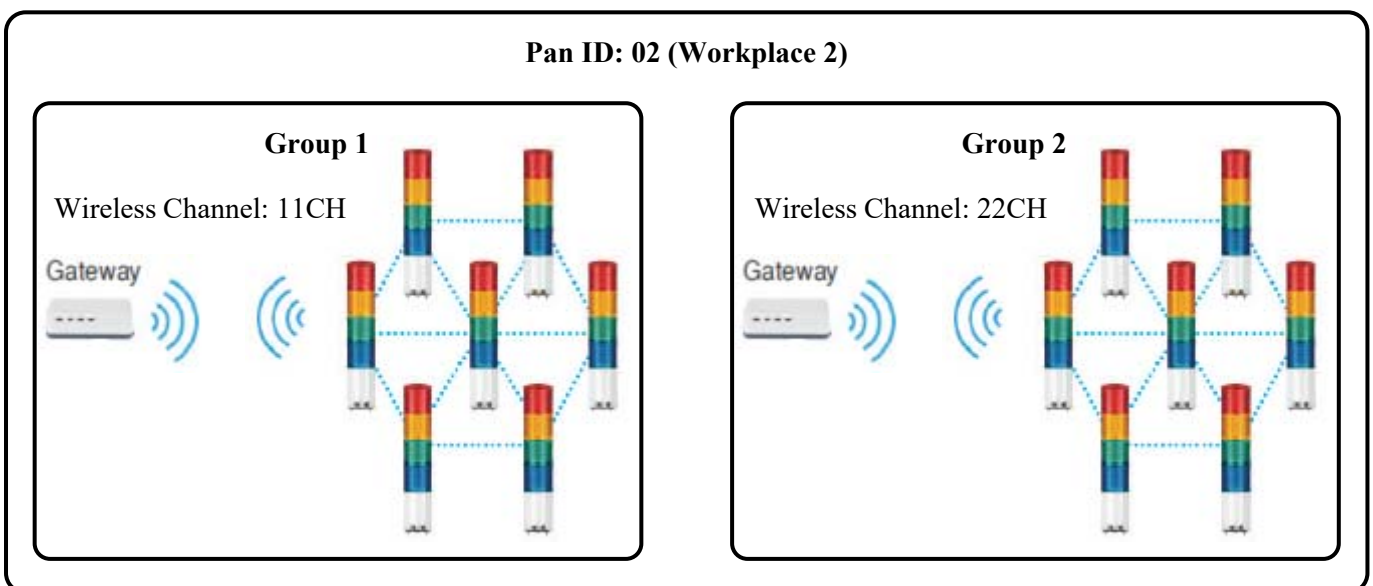 Pan ID: 02 (Workplace 2)
Group 1
Wireless Channel: 11CH
Gateway
Group 2
Wireless Channel: 22CH
Gateway